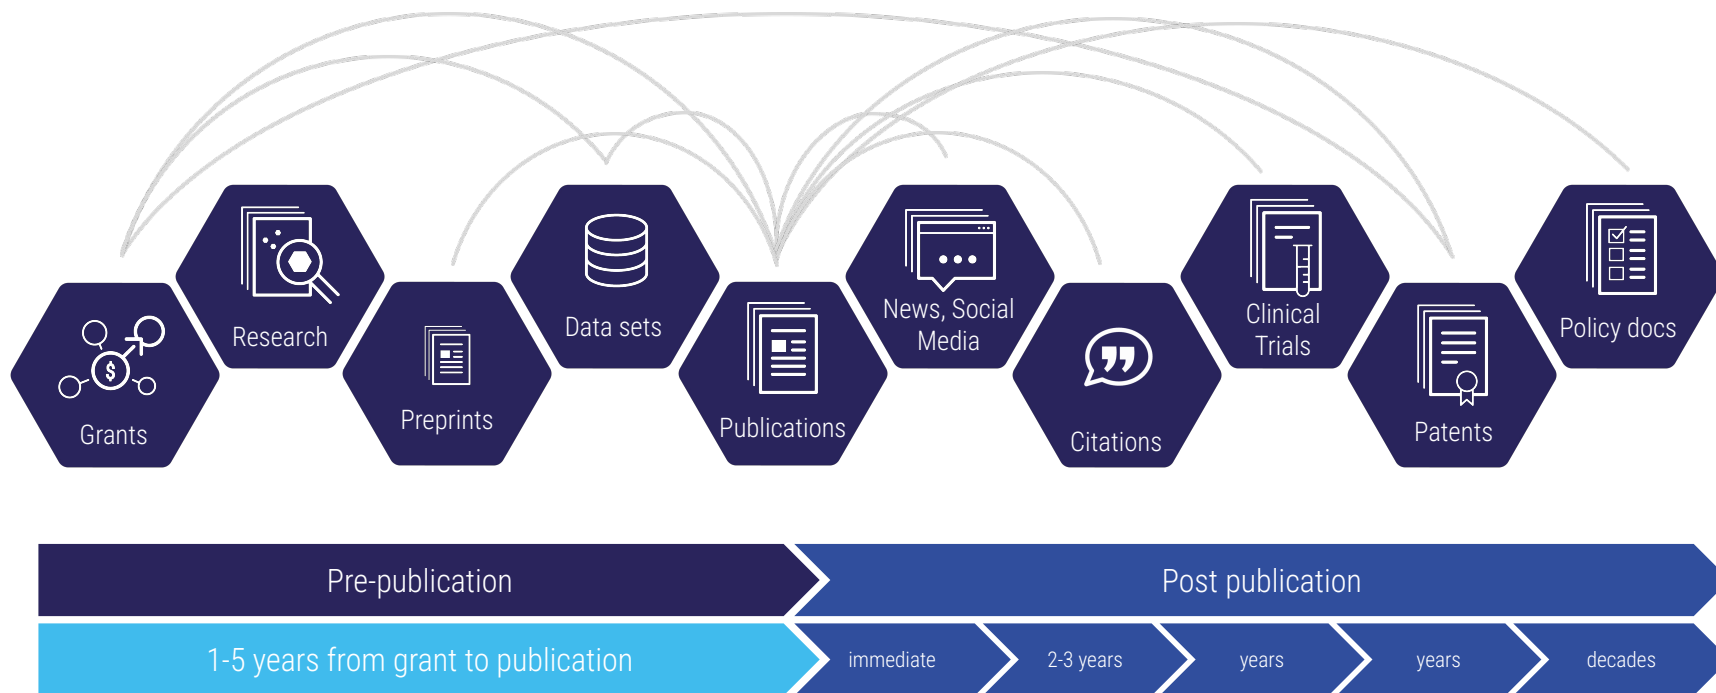 Grants
Research
Preprints
Data sets
Publications
News, Social
Media
Citations
Clinical
Trials
Patents
Policy docs
Pre-publication
Post publication
1-5 years from grant to publication
immediate
2-3 years
years
years
decades